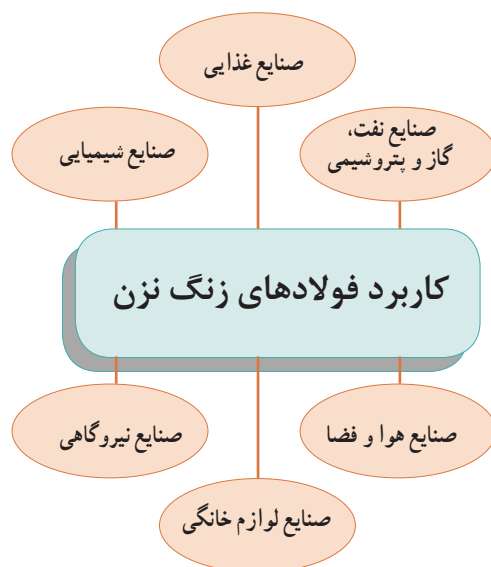 صنایع غذایی
صنایع نفت،
گاز و پتروشیمی
صنایع شیمیایی
کاربرد فولادهای زنگ نزن
صنایع هوا و فضا
صنایع نیروگاهی
صنایع لوازم خانگی